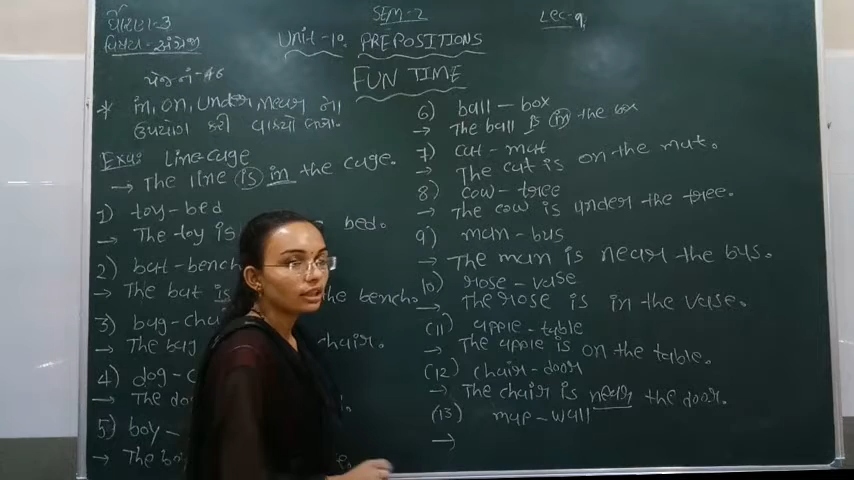 ધોરણ-3
SEM-2
Lec-9
વિષય-અંગ્રેજી
Unit-10 PREPOSITIONS
પેજ નં-46
FUN TIME
* in, on, under, near નો
ઉપયોગ કરી વાક્યો બનાવો.
Exa: Line-cage
→ The line is in the cage.
1) toy-bed
→ The toy is bed.
2) bat-bench
→ The bat is the bench.
3) bag-chai
→ The bag chair.
4) dog-c
→ The do
5) boy-
→ The bo
6) ball-box
→ The ball is in the box
7) cat-mat
→ The cat is on the mat.
8) cow-tree
→ The cow is under the tree.
9) man-bus
→ The man is near the bus.
10) rose-vase
→ the rose is in the vase.
(11) apple-table
→ The apple is on the table.
(12) chair-door
→ The chair is near the door.
(13) map-wall
→